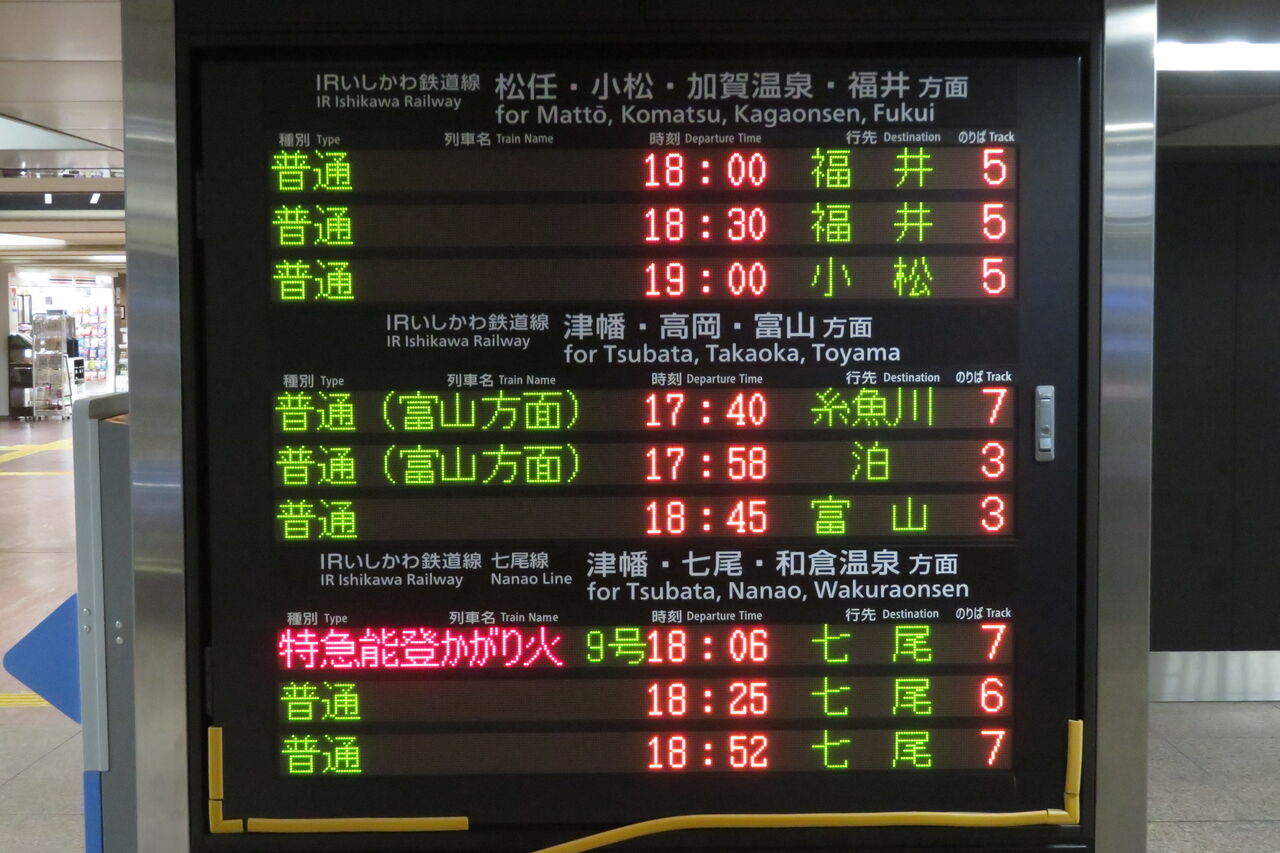 IRいしかわ鉄道線 松任・小松・加賀温泉・福井 方面
IR Ishikawa Railway for Mattō, Komatsu, Kagaonsen, Fukui
種別 Type 列車名 Train Name 時刻 Departure Time 行先 Destination のりば Track
普通 18:00 福井 5
普通 18:30 福井 5
普通 19:00 小松 5
IRいしかわ鉄道線 津幡・高岡・富山 方面
IR Ishikawa Railway for Tsubata, Takaoka, Toyama
種別 Type 列車名 Train Name 時刻 Departure Time 行先 Destination のりば Track
普通（富山方面） 17:40 糸魚川 7
普通（富山方面） 17:58 泊 3
普通 18:45 富山 3
IRいしかわ鉄道線 七尾線 津幡・七尾・和倉温泉 方面
IR Ishikawa Railway Nanao Line for Tsubata, Nanao, Wakuraonsen
種別 Type 列車名 Train Name 時刻 Departure Time 行先 Destination のりば Track
特急能登かがり火 9号 18:06 七尾 7
普通 18:25 七尾 6
普通 18:52 七尾 7